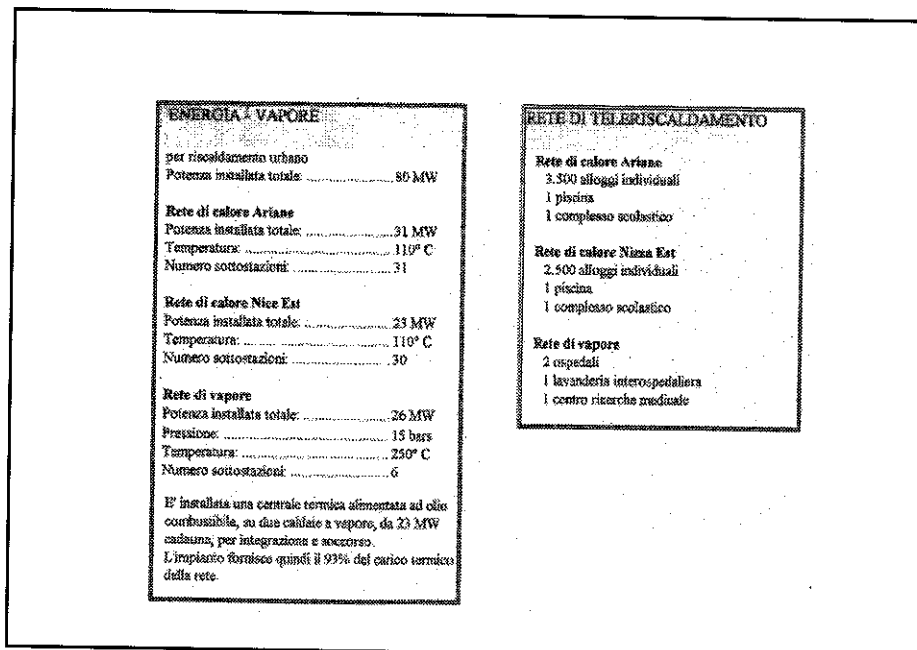 ENERGIA - VAPORE
per riscaldamento urbano
Potenza installata totale: ........................ 80 MW
Rete di calore Ariane
Potenza installata totale: ........................ 31 MW
Temperatura: ........................ 110° C
Numero sottostazioni: ........................ 31
Rete di calore Nice Est
Potenza installata totale: ........................ 23 MW
Temperatura: ........................ 110° C
Numero sottostazioni: ........................ 30
Rete di vapore
Potenza installata totale: ........................ 26 MW
Pressione: ........................ 15 bars
Temperatura: ........................ 250° C
Numero sottostazioni: ........................ 6
E' installata una centrale termica alimentata ad olio
combustibile, su due caldaie a vapore, da 23 MW
cadauna, per integrazione e soccorso.
L'impianto fornisce quindi il 93% del carico termico
della rete.
RETE DI TELERISCALDAMENTO
Rete di calore Ariane
3.500 alloggi individuali
1 piscina
1 complesso scolastico
Rete di calore Nizza Est
2.500 alloggi individuali
1 piscina
1 complesso scolastico
Rete di vapore
2 ospedali
1 lavanderia interospedaliera
1 centro ricerche medicale